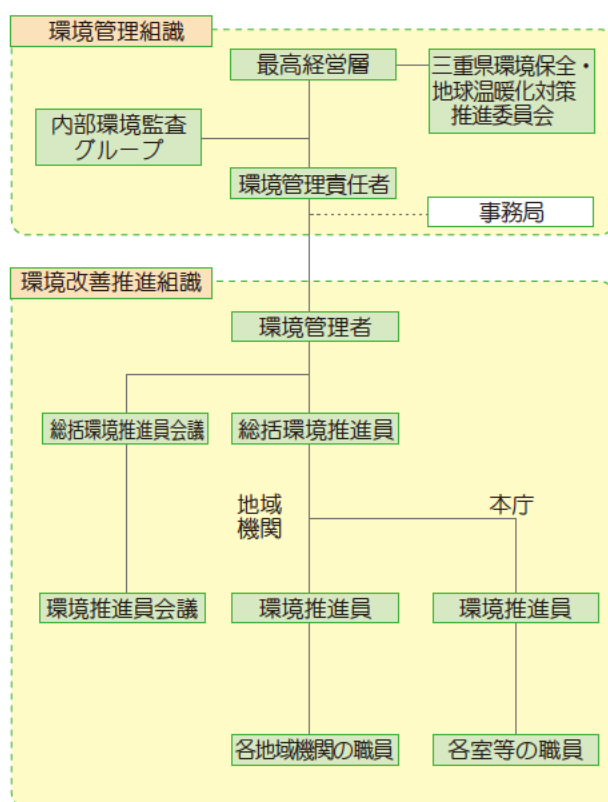 環境管理組織
最高経営層
三重県環境保全・
地球温暖化対策
推進委員会
内部環境監査
グループ
環境管理責任者
事務局
環境改善推進組織
環境管理者
総括環境推進員会議
総括環境推進員
地域
機関
本庁
環境推進員会議
環境推進員
環境推進員
各地域機関の職員
各室等の職員